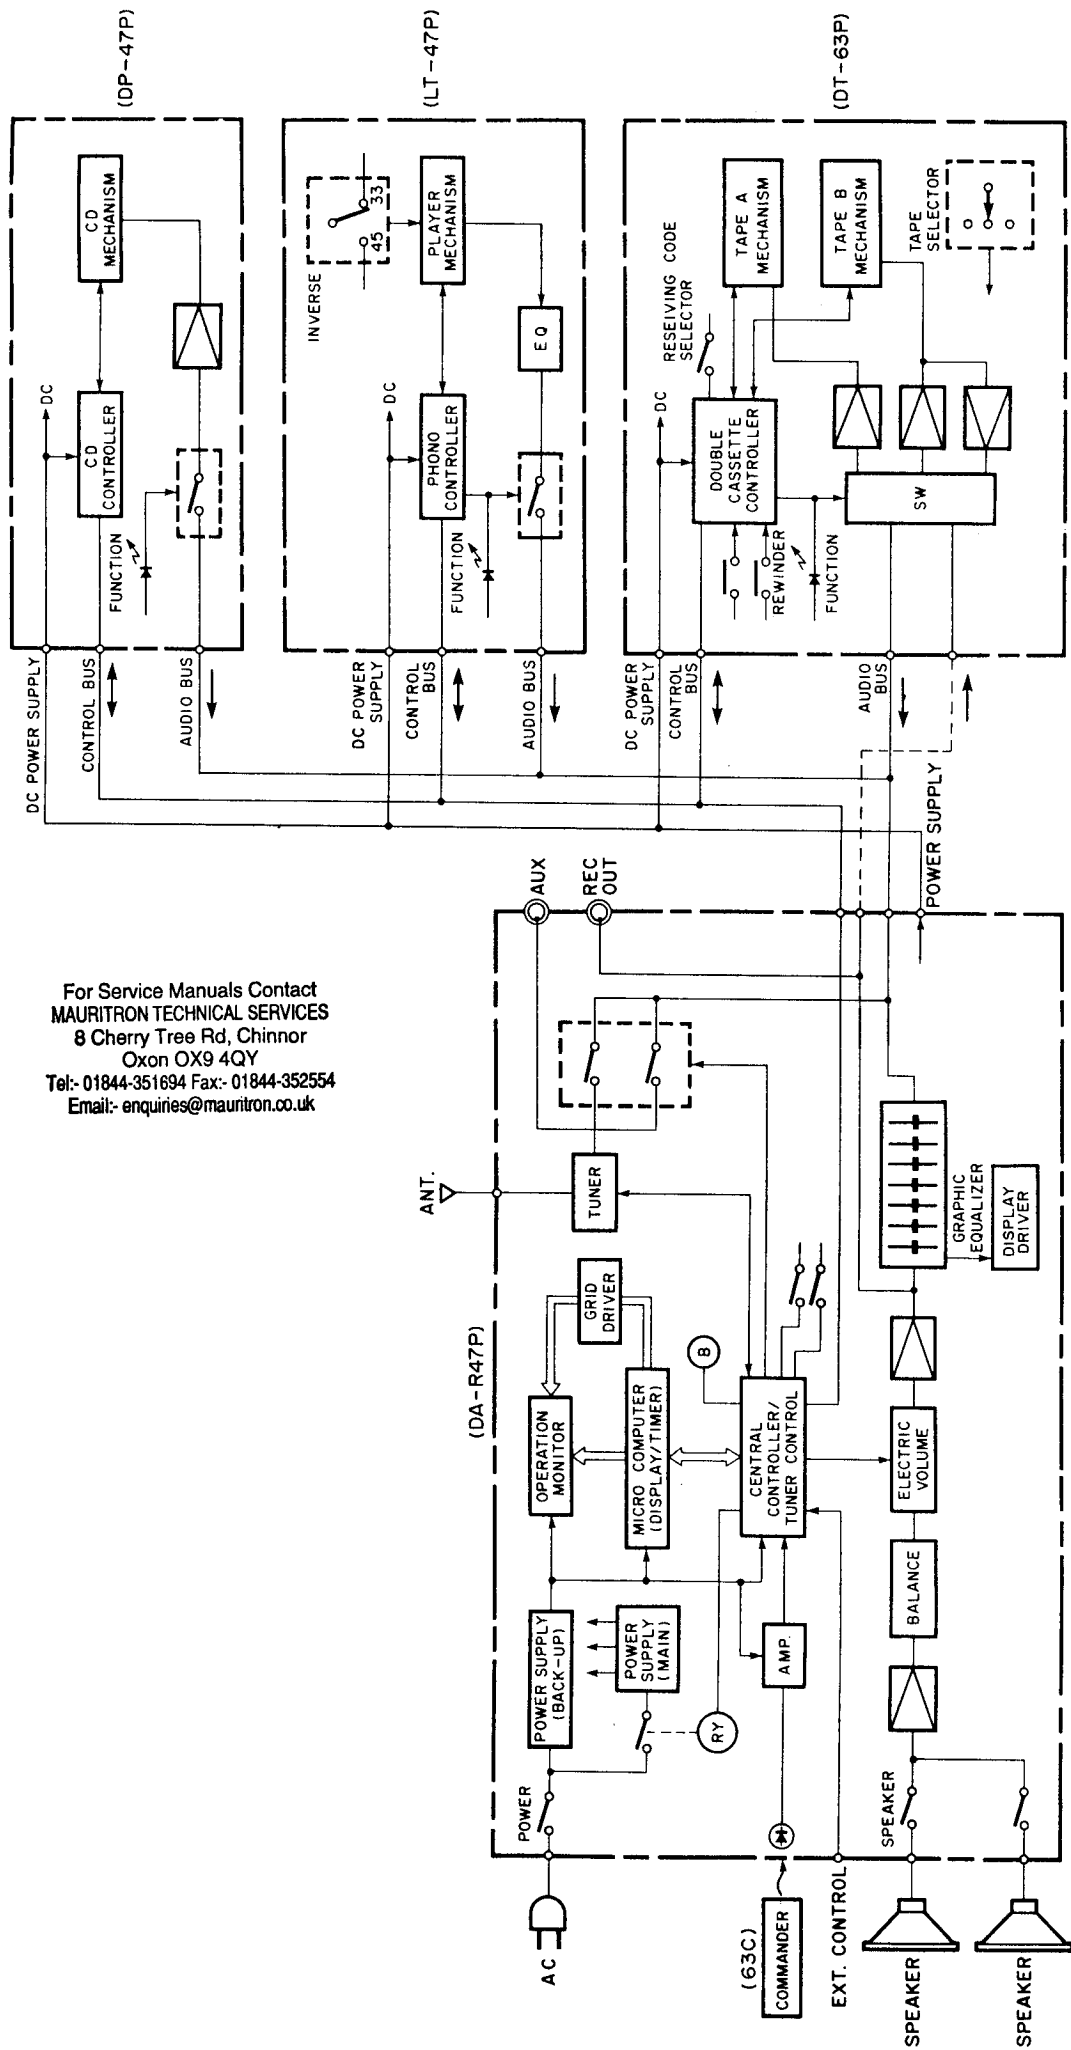 (DP-47P)
CD
MECHANISM
DC
CD
CONTROLLER
FUNCTION
DC POWER SUPPLY
CONTROL BUS
AUDIO BUS
(LT-47P)
INVERSE
45
33
PLAYER
MECHANISM
EQ
DC
PHONO
CONTROLLER
FUNCTION
DC POWER
SUPPLY
CONTROL
BUS
AUDIO BUS
(DT-63P)
RESEIVING CODE
SELECTOR
TAPE A
MECHANISM
TAPE B
MECHANISM
TAPE
SELECTOR
DC
DOUBLE
CASSETTE
CONTROLLER
REWINDER
FUNCTION
SW
DC POWER
SUPPLY
CONTROL
BUS
AUDIO
BUS
POWER SUPPLY
AUX
REC
OUT
For Service Manuals Contact
MAURITRON TECHNICAL SERVICES
8 Cherry Tree Rd, Chinnor
Oxon OX9 4QY
Tel:- 01844-351694 Fax:- 01844-352554
Email:- enquiries@mauritron.co.uk
(DA-R47P)
ANT.
TUNER
GRID
DRIVER
OPERATION
MONITOR
MICRO COMPUTER
(DISPLAY/TIMER)
B
CENTRAL
CONTROLLER/
TUNER CONTROL
GRAPHIC
EQUALIZER
DISPLAY
DRIVER
ELECTRIC
VOLUME
BALANCE
POWER SUPPLY
(BACK-UP)
POWER
SUPPLY
(MAIN)
RY
AMP.
POWER
AC
(63C)
COMMANDER
EXT. CONTROL
SPEAKER
SPEAKER
SPEAKER